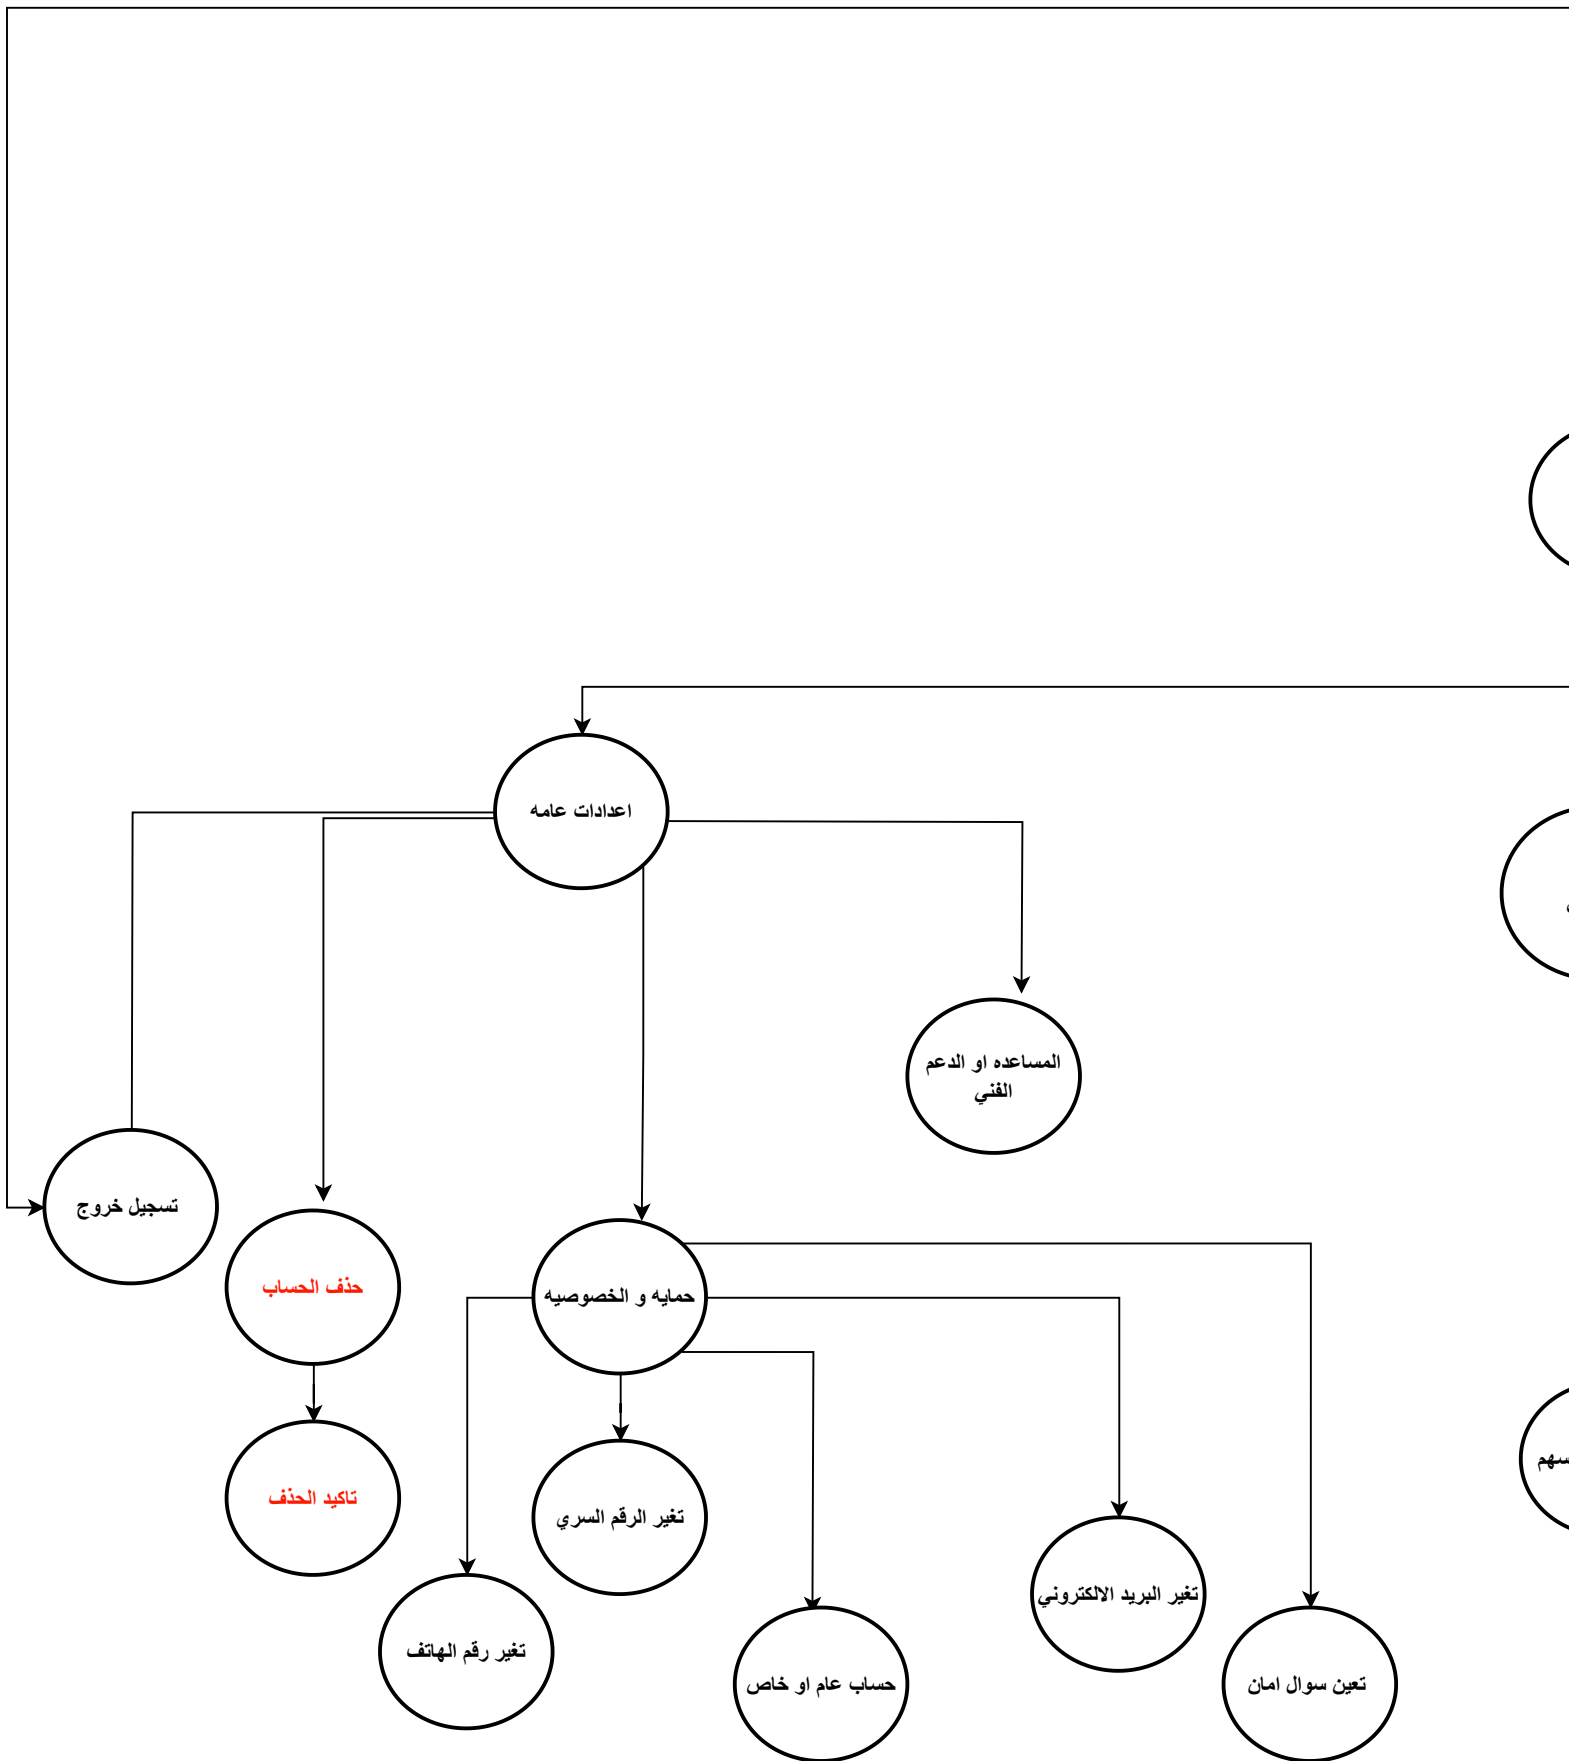 اعدادات عامه
المساعده او الدعم
الفني
تسجيل خروج
حذف الحساب
حمايه و الخصوصيه
تاكيد الحذف
تغير الرقم السري
تغير البريد الالكتروني
تغير رقم الهاتف
حساب عام او خاص
تعين سوال امان